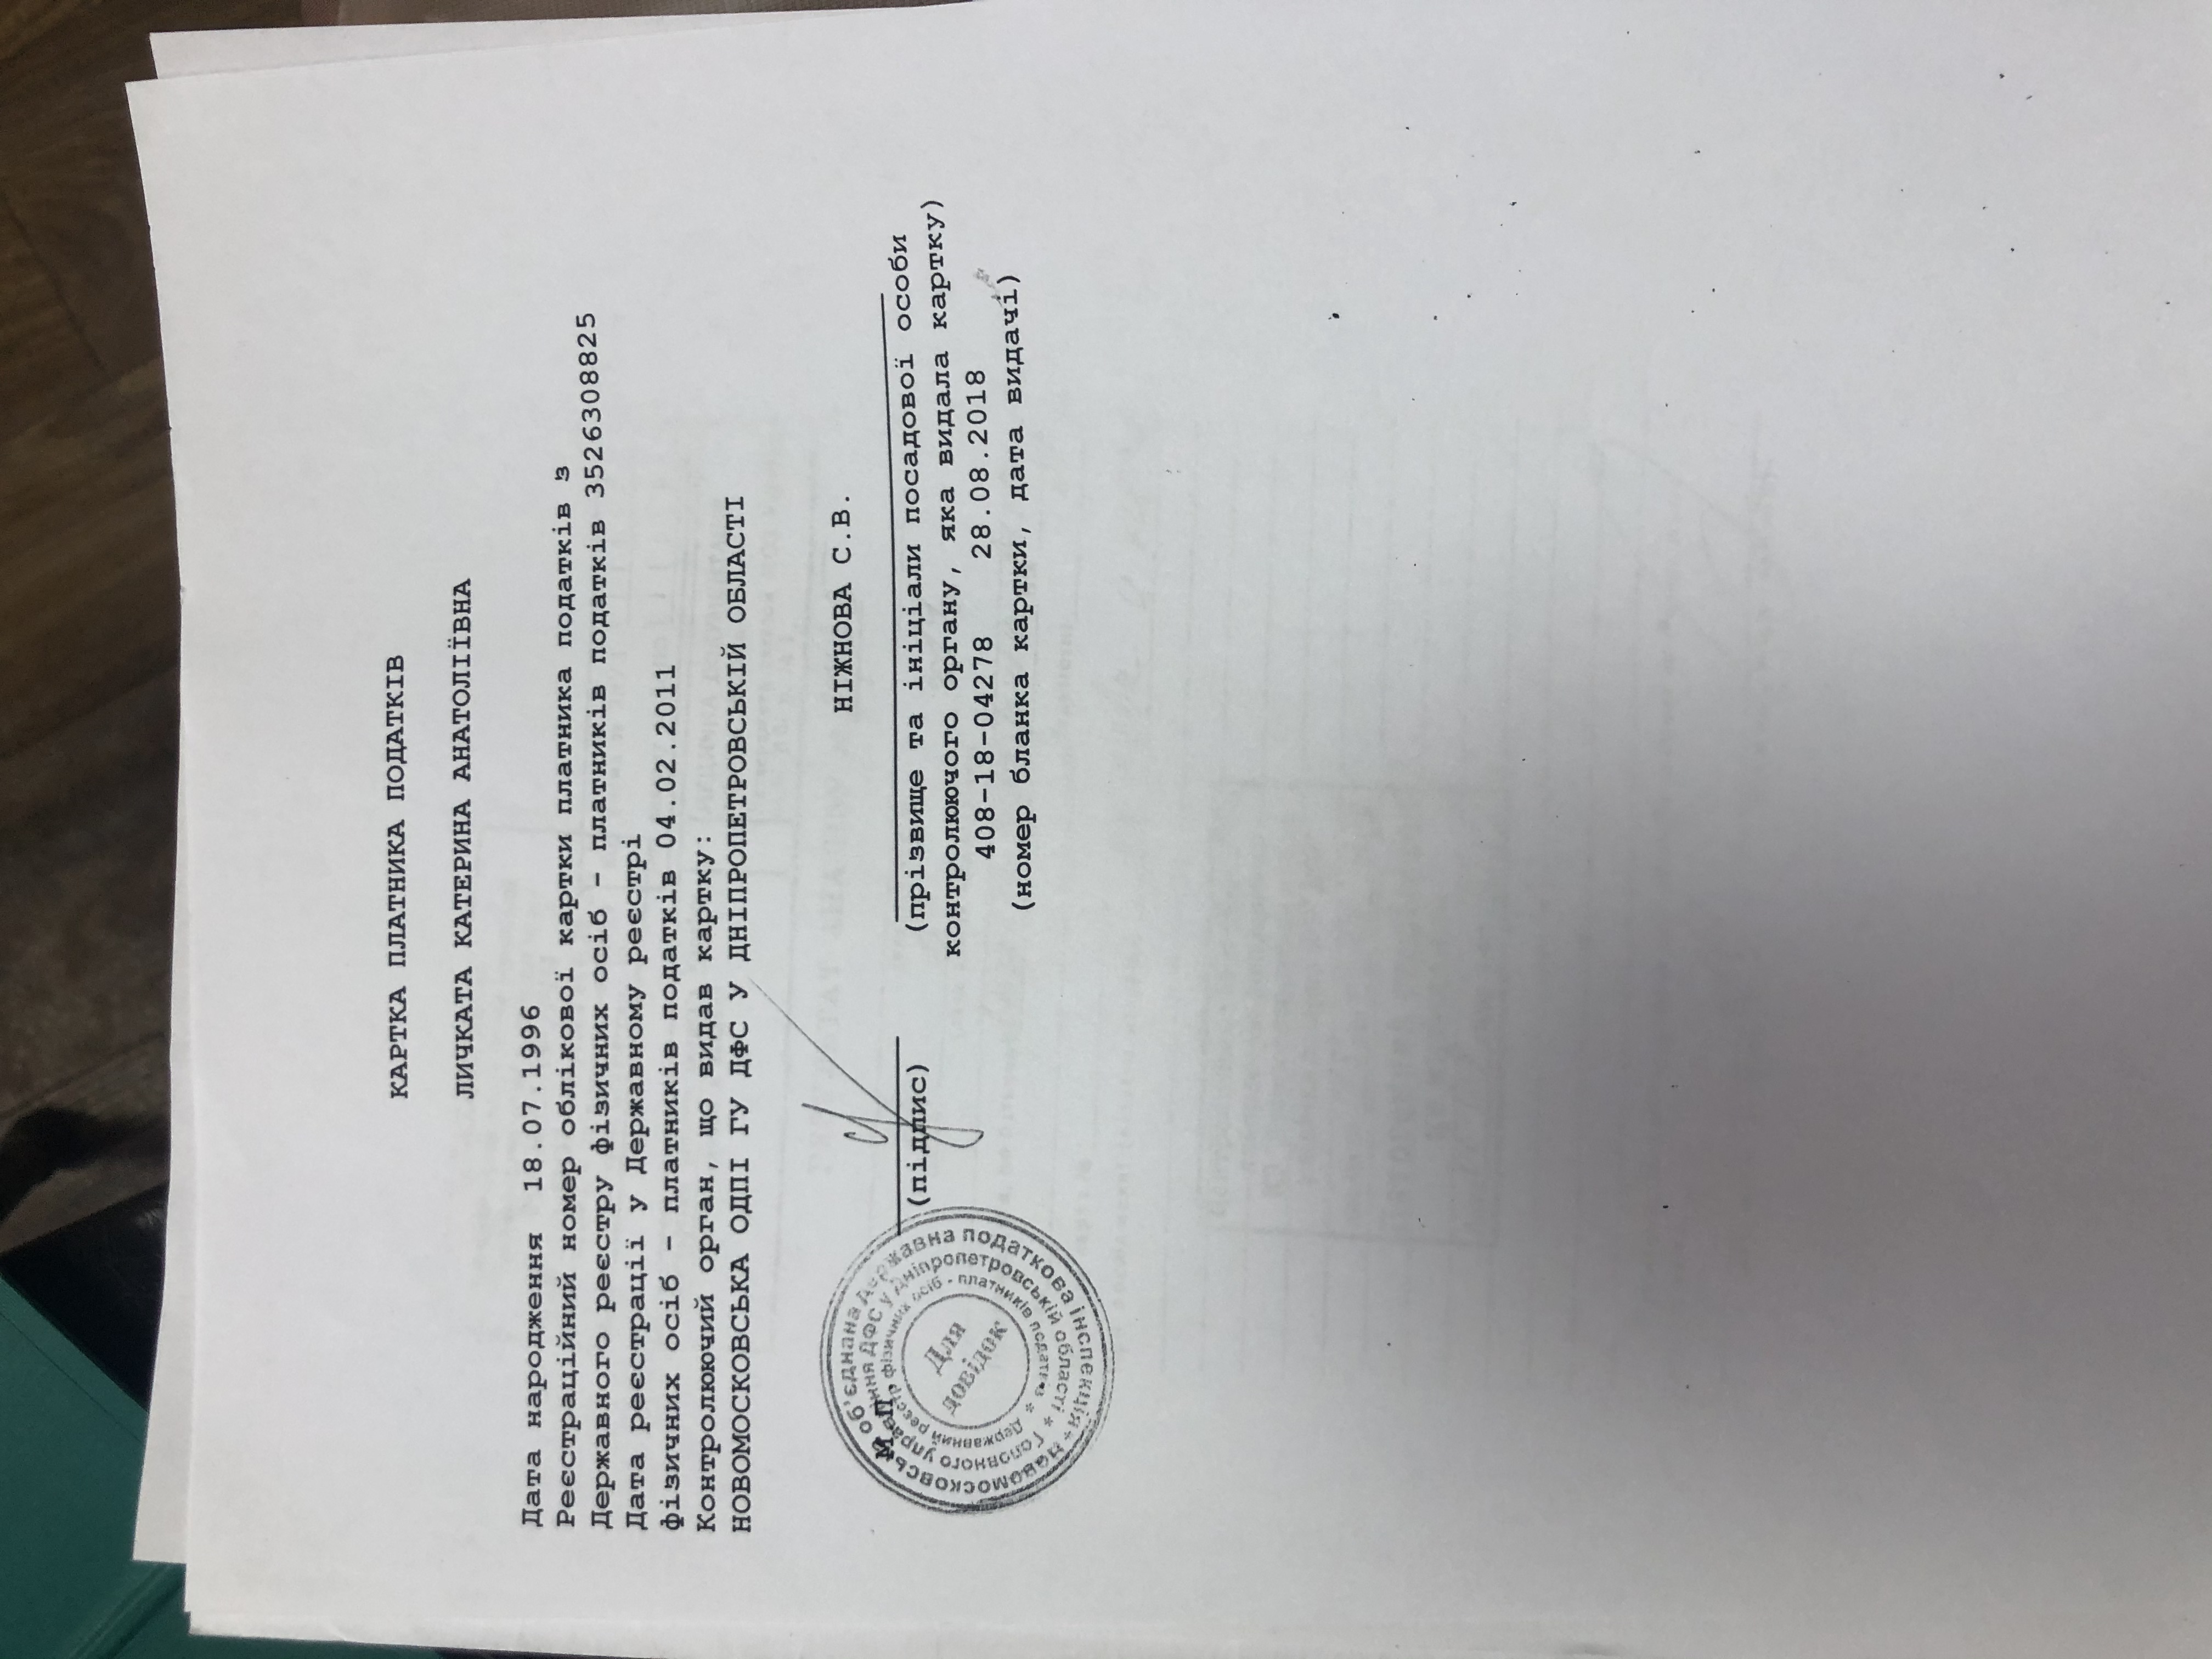 КАРТКА ПЛАТНИКА ПОДАТКІВ
ЛИЧКАТА КАТЕРИНА АНАТОЛІЇВНА
Дата народження 18.07.1996
Реєстраційний номер облікової картки платника податків з
Державного реєстру фізичних осіб – платників податків 3526308825
Дата реєстрації у Державному реєстрі
фізичних осіб – платників податків 04.02.2011
Контролюючий орган, що видав картку:
НОВОМОСКОВСЬКА ОДПІ ГУ ДФС У ДНІПРОПЕТРОВСЬКІЙ ОБЛАСТІ
НІЖНОВА С.В.
М.П.
(підпис)
(прізвище та ініціали посадової особи
контролюючого органу, яка видала картку)
408-18-04278 28.08.2018
(номер бланка картки, дата видачі)
Новомосковська об'єднана державна податкова інспекція
Головного управління ДФС у Дніпропетровській області
Державний реєстр фізичних осіб - платників податків
Для
довідок